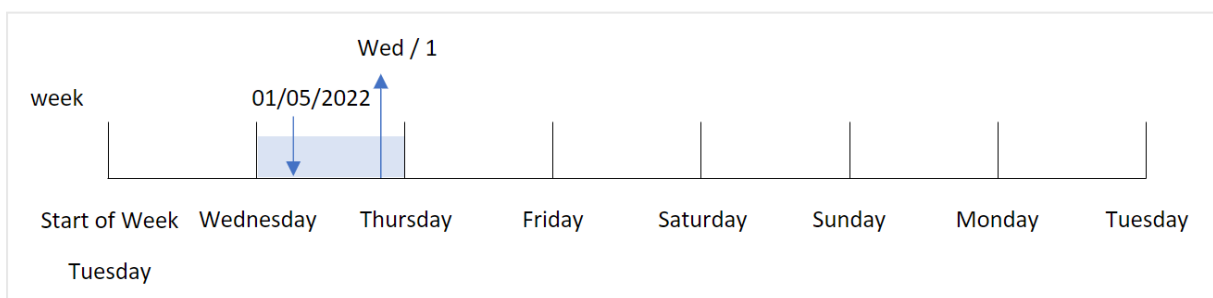 Wed / 1
week 01/05/2022
Start of Week Wednesday Thursday Friday Saturday Sunday Monday Tuesday
Tuesday